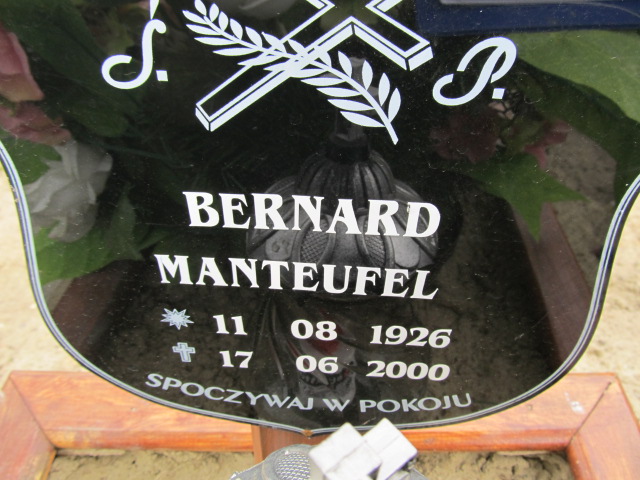 Ś. P.
BERNARD
MANTEUFEL
11 08 1926
17 06 2000
SPOCZYWAJ W POKOJU